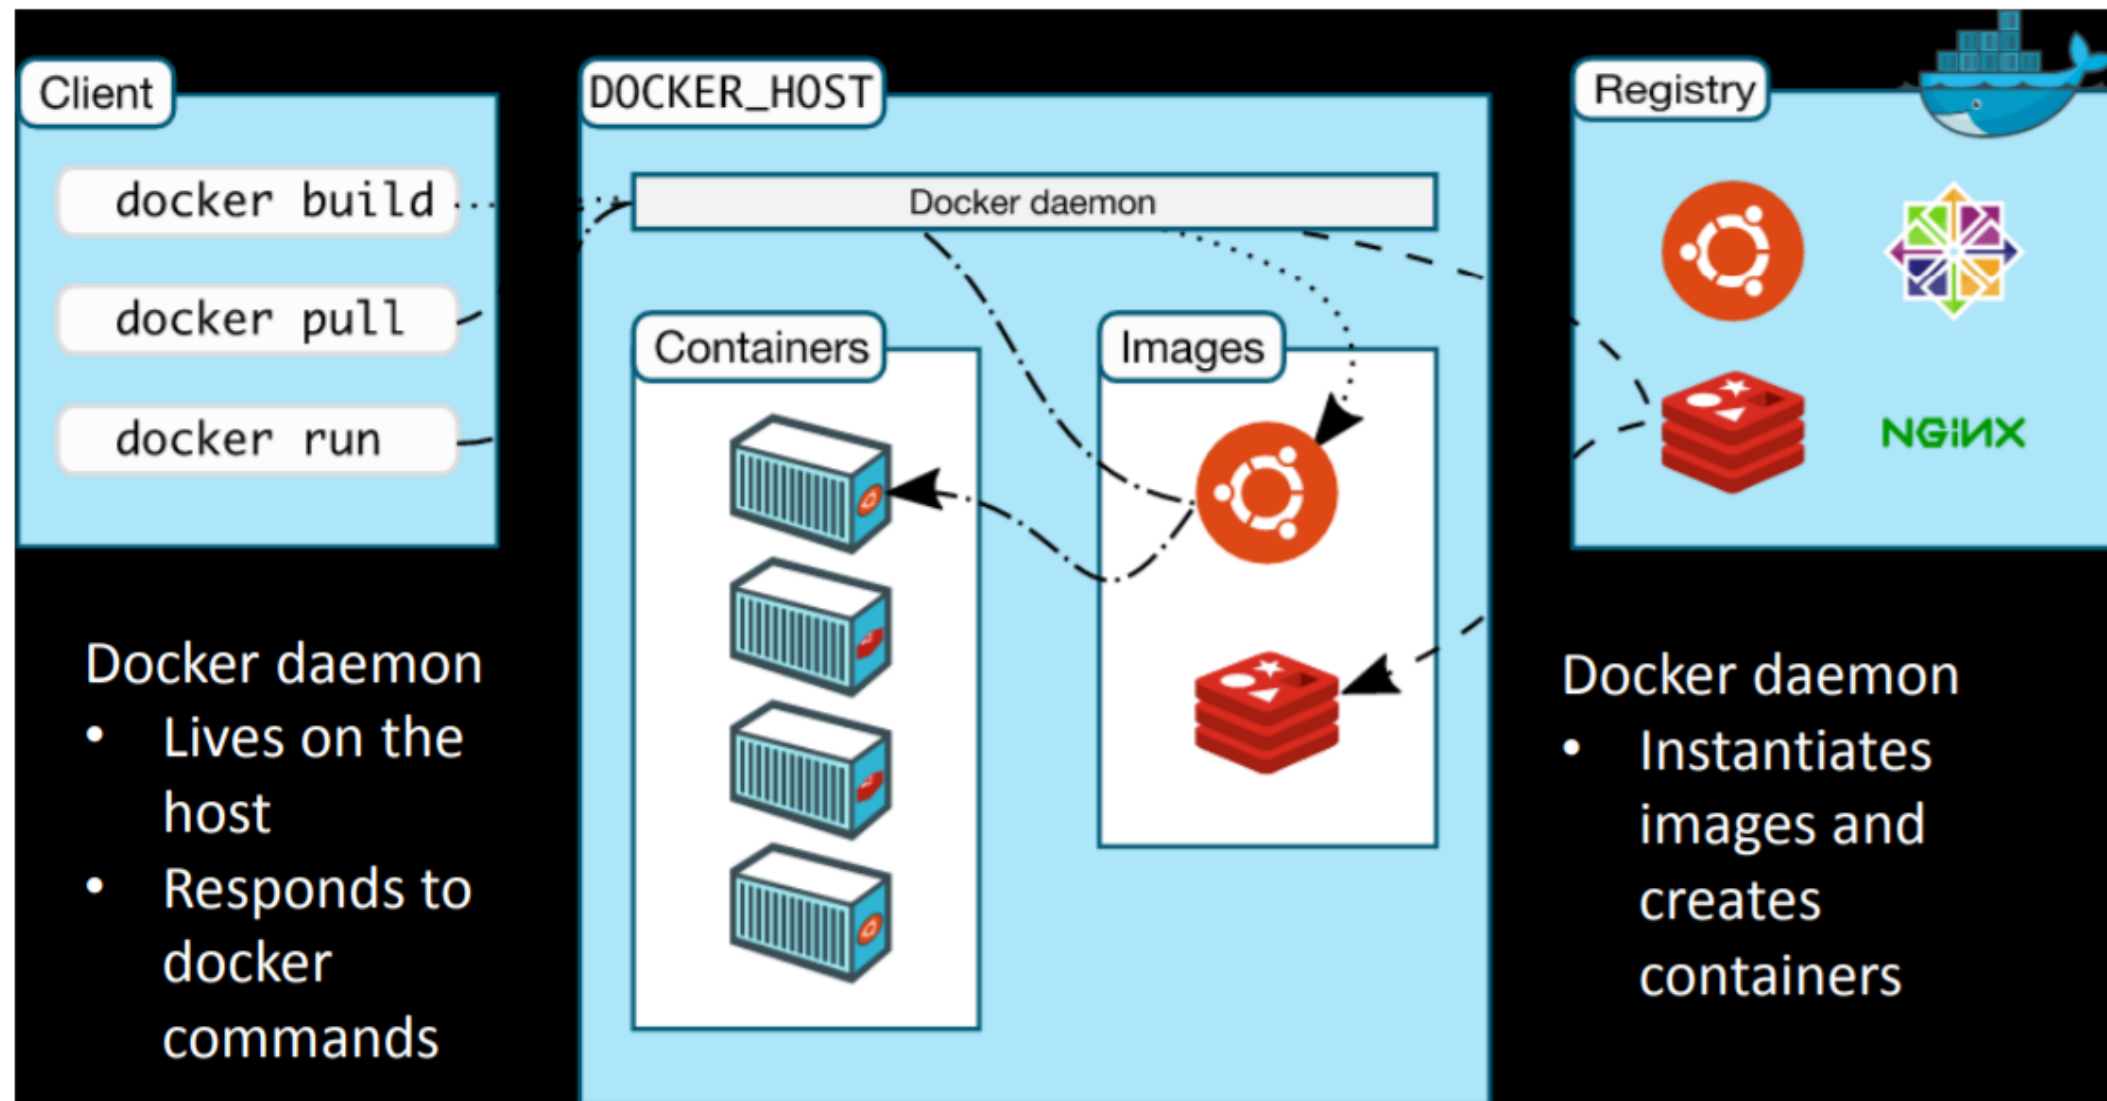 Client
docker build
docker pull
docker run
DOCKER_HOST
Docker daemon
Containers
Images
Registry
NGiNX
Docker daemon
• Lives on the
host
• Responds to
docker
commands
Docker daemon
• Instantiates
images and
creates
containers